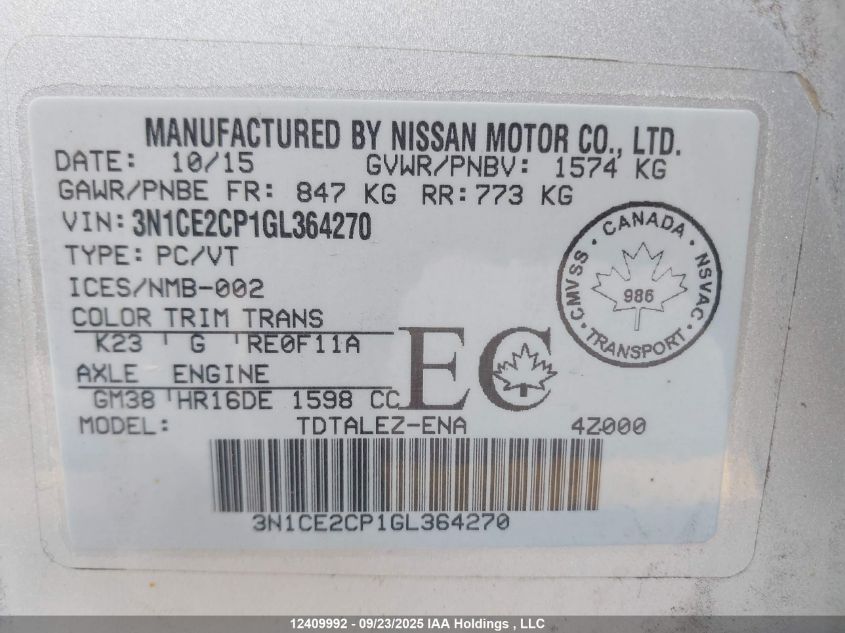 MANUFACTURED BY NISSAN MOTOR CO., LTD.
DATE: 10/15 GVWR/PNBV: 1574 KG
GAWR/PNBE FR: 847 KG RR: 773 KG
VIN: 3N1CE2CP1GL364270
TYPE: PC/VT
ICES/NMB-002
COLOR TRIM TRANS
K23 G RE0F11A
AXLE ENGINE
GM38 HR16DE 1598 CC
EC
MODEL: TDTALEZ-ENA 4Z000
3N1CE2CP1GL364270
· CANADA · NSVAC · TRANSPORT · CMVSS
986
12409992 - 09/23/2025 IAA Holdings , LLC